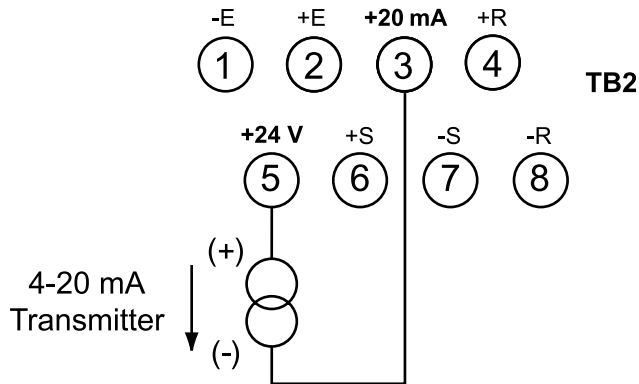 -E +E +20 mA +R
1 2 3 4
TB2
+24 V +S -S -R
5 6 7 8
(+)
4-20 mA
Transmitter
(-)